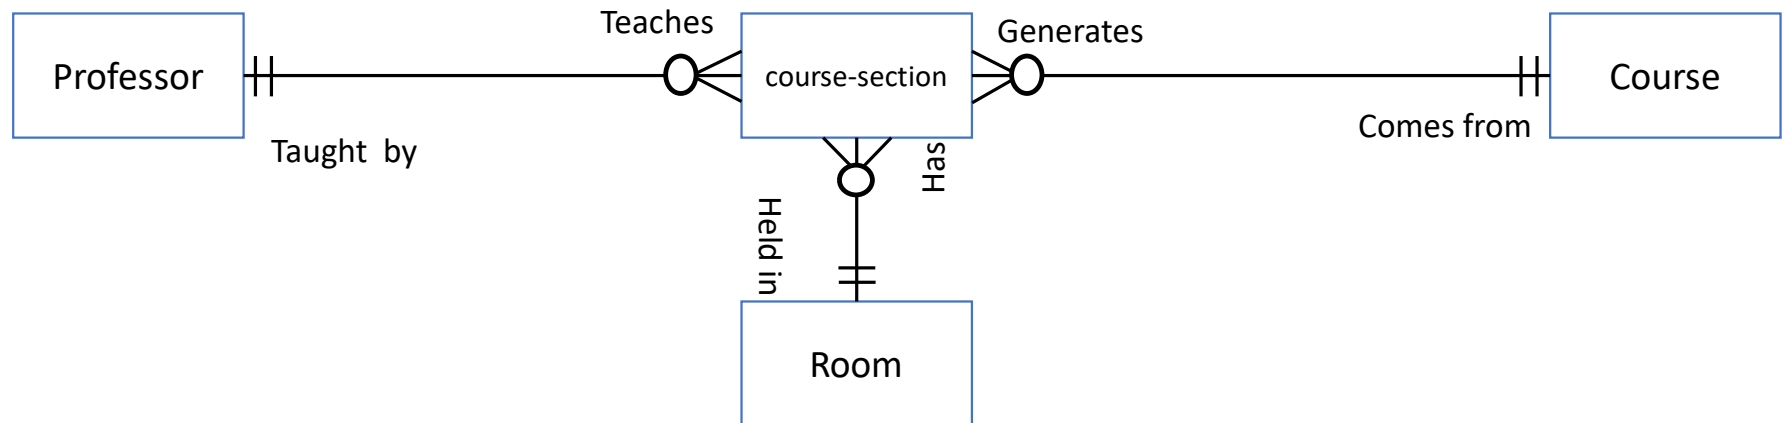 Teaches
Generates
Professor
course-section
Course
Taught by
Has
Comes from
Held in
Room